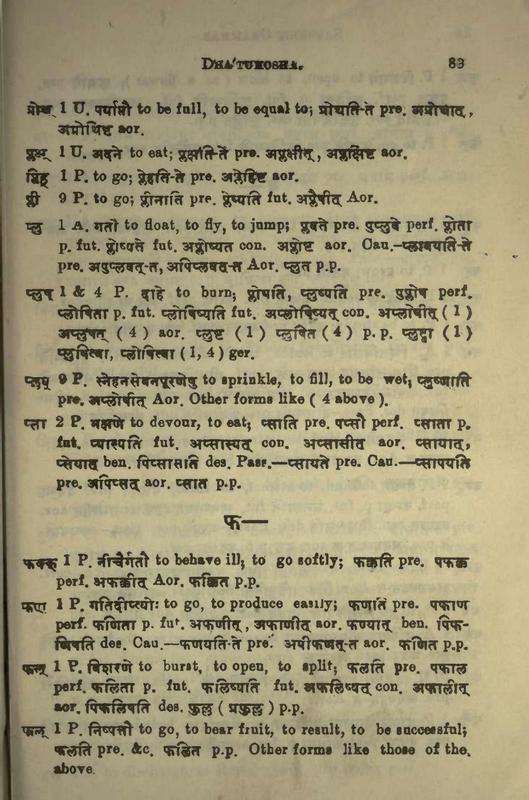 DHA'TUKOSHA. 83
प्रोथ् 1 U. पर्याप्तौ to be full, to be equal to; प्रोथति-ते pre. अप्रोथीत्,
अप्रोथिष्ट aor.
प्लक्ष् 1 U. अदने to eat; प्लक्षति-ते pre. अप्लक्षीत्, अप्लक्षिष्ट aor.
प्लिह् 1 P. to go; प्लेहति-ते pre. अप्लेहिष्ट aor.
प्ली 9 P. to go; प्लीनाति pre. प्लेष्यति fut. अप्लैषीत् Aor.
प्लु 1 A. गतौ to float, to fly, to jump; प्लवते pre. पुप्लुवे perf. प्लोता
p. fut. प्लोष्यते fut. अप्लोष्यत con. अप्लोष्ट aor. Cau.—प्लावयति-ते
pre. अपुप्लवत्-त, अपिप्लवत्-त Aor. प्लुत p.p.
प्लुष् 1 & 4 P. दाहे to burn; प्लोषति, प्लुष्यति pre. पुप्लोष perf.
प्लोषिता p. fut. प्लोषिष्यति fut. अप्लोषिष्यत् con. अप्लोषीत् ( 1 )
अप्लुषत् ( 4 ) aor. प्लुष्ट ( 1 ) प्लुषित ( 4 ) p. p. प्लुष्ट्वा ( 1 )
प्लुषित्वा, प्लोषित्वा ( 1, 4 ) ger.
प्लुष् 9 P. स्नेहनसेवनपूरणेषु to sprinkle, to fill, to be wet; प्लुष्णाति
pre. अप्लोषीत् Aor. Other forms like ( 4 above ).
प्सा 2 P. भक्षणे to devour, to eat; प्साति pre. पप्सौ perf. प्साता p.
fut. प्यास्यति fut. अप्सास्यत् con. अप्सासीत् aor. प्सायात्,
प्सेयात् ben. पिप्सासति des. Pass.—प्सायते pre. Cau.—प्सापयति
pre. अपिप्सत् aor. प्सात p.p.
फ—
फक्क् 1 P. नीचैर्गतौ to behave ill, to go softly; फक्कति pre. पफक्क
perf. अफक्कीत् Aor. फक्कित p.p.
फण् 1 P. गतिदीप्त्योः to go, to produce easily; फणति pre. पफाण
perf. फणिता p. fut. अफणीत्, अफाणीत् aor. फण्यात् ben. पिफ-
णिषति des. Cau.—फणयति-ते pre. अपीफणत्-त aor. फणित p.p.
फल् 1 P. विशरणे to burst, to open, to split; फलति pre. पफाल
perf. फलिता p. fut. फलिष्यति fut. अफलिष्यत् con. अफालीत्
aor. पिफलिषति des. फुल्ल ( प्रफुल्ल ) p.p.
फल् 1 P. निष्पत्तौ to go, to bear fruit, to result, to be successful;
फलति pre. &c. फलित p.p. Other forms like those of the.
above.